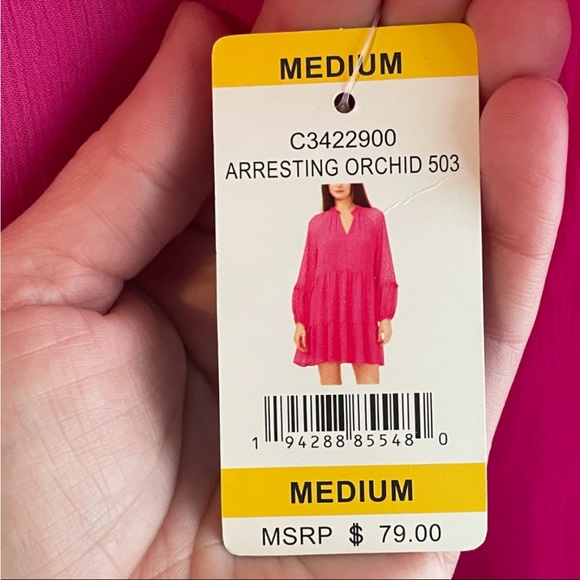 MEDIUM
C3422900
ARRESTING ORCHID 503
1 94288 85548 0
MEDIUM
MSRP $ 79.00